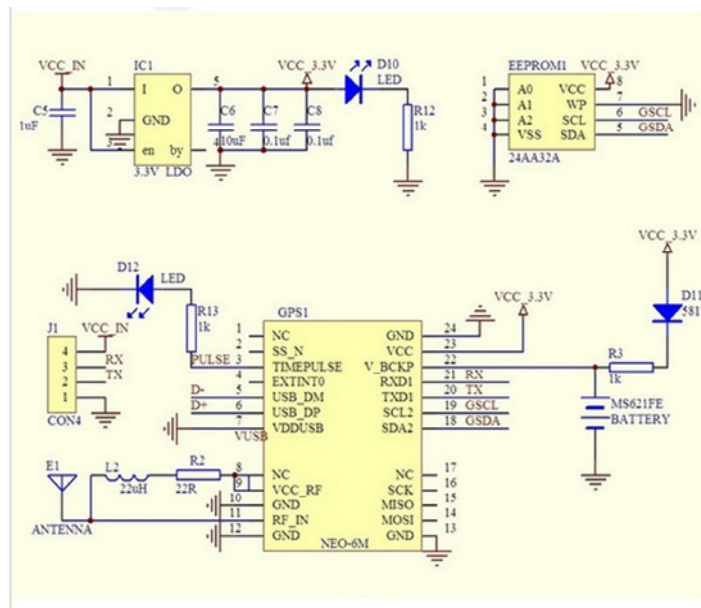 VCC_IN
IC1
VCC_3.3V
D10
LED
1
I
O
5
C5
1uF
2
GND
3
en
by
4
3.3V LDO
C6
10uF
C7
0.1uf
C8
0.1uf
R12
1k
EEPROM1
VCC_3.3V
1
A0
VCC
8
2
A1
WP
7
3
A2
SCL
6
GSCL
4
VSS
SDA
5
GSDA
24AA32A
D12
LED
R13
1k
J1
VCC_IN
4
3
RX
2
TX
1
CON4
GPS1
1
NC
GND
24
2
SS_N
VCC
23
VCC_3.3V
PULSE
3
TIMEPULSE
V_BCKP
22
4
EXTINT0
RXD1
21
RX
D-
5
USB_DM
TXD1
20
TX
D+
6
USB_DP
SCL2
19
GSCL
7
VDDUSB
SDA2
18
GSDA
VUSB
8
NC
NC
17
9
VCC_RF
SCK
16
10
GND
MISO
15
11
RF_IN
MOSI
14
12
GND
GND
13
NEO-6M
E1
ANTENNA
L2
22uH
R2
22R
VCC_3.3V
D11
581
R3
1k
MS621FE
BATTERY